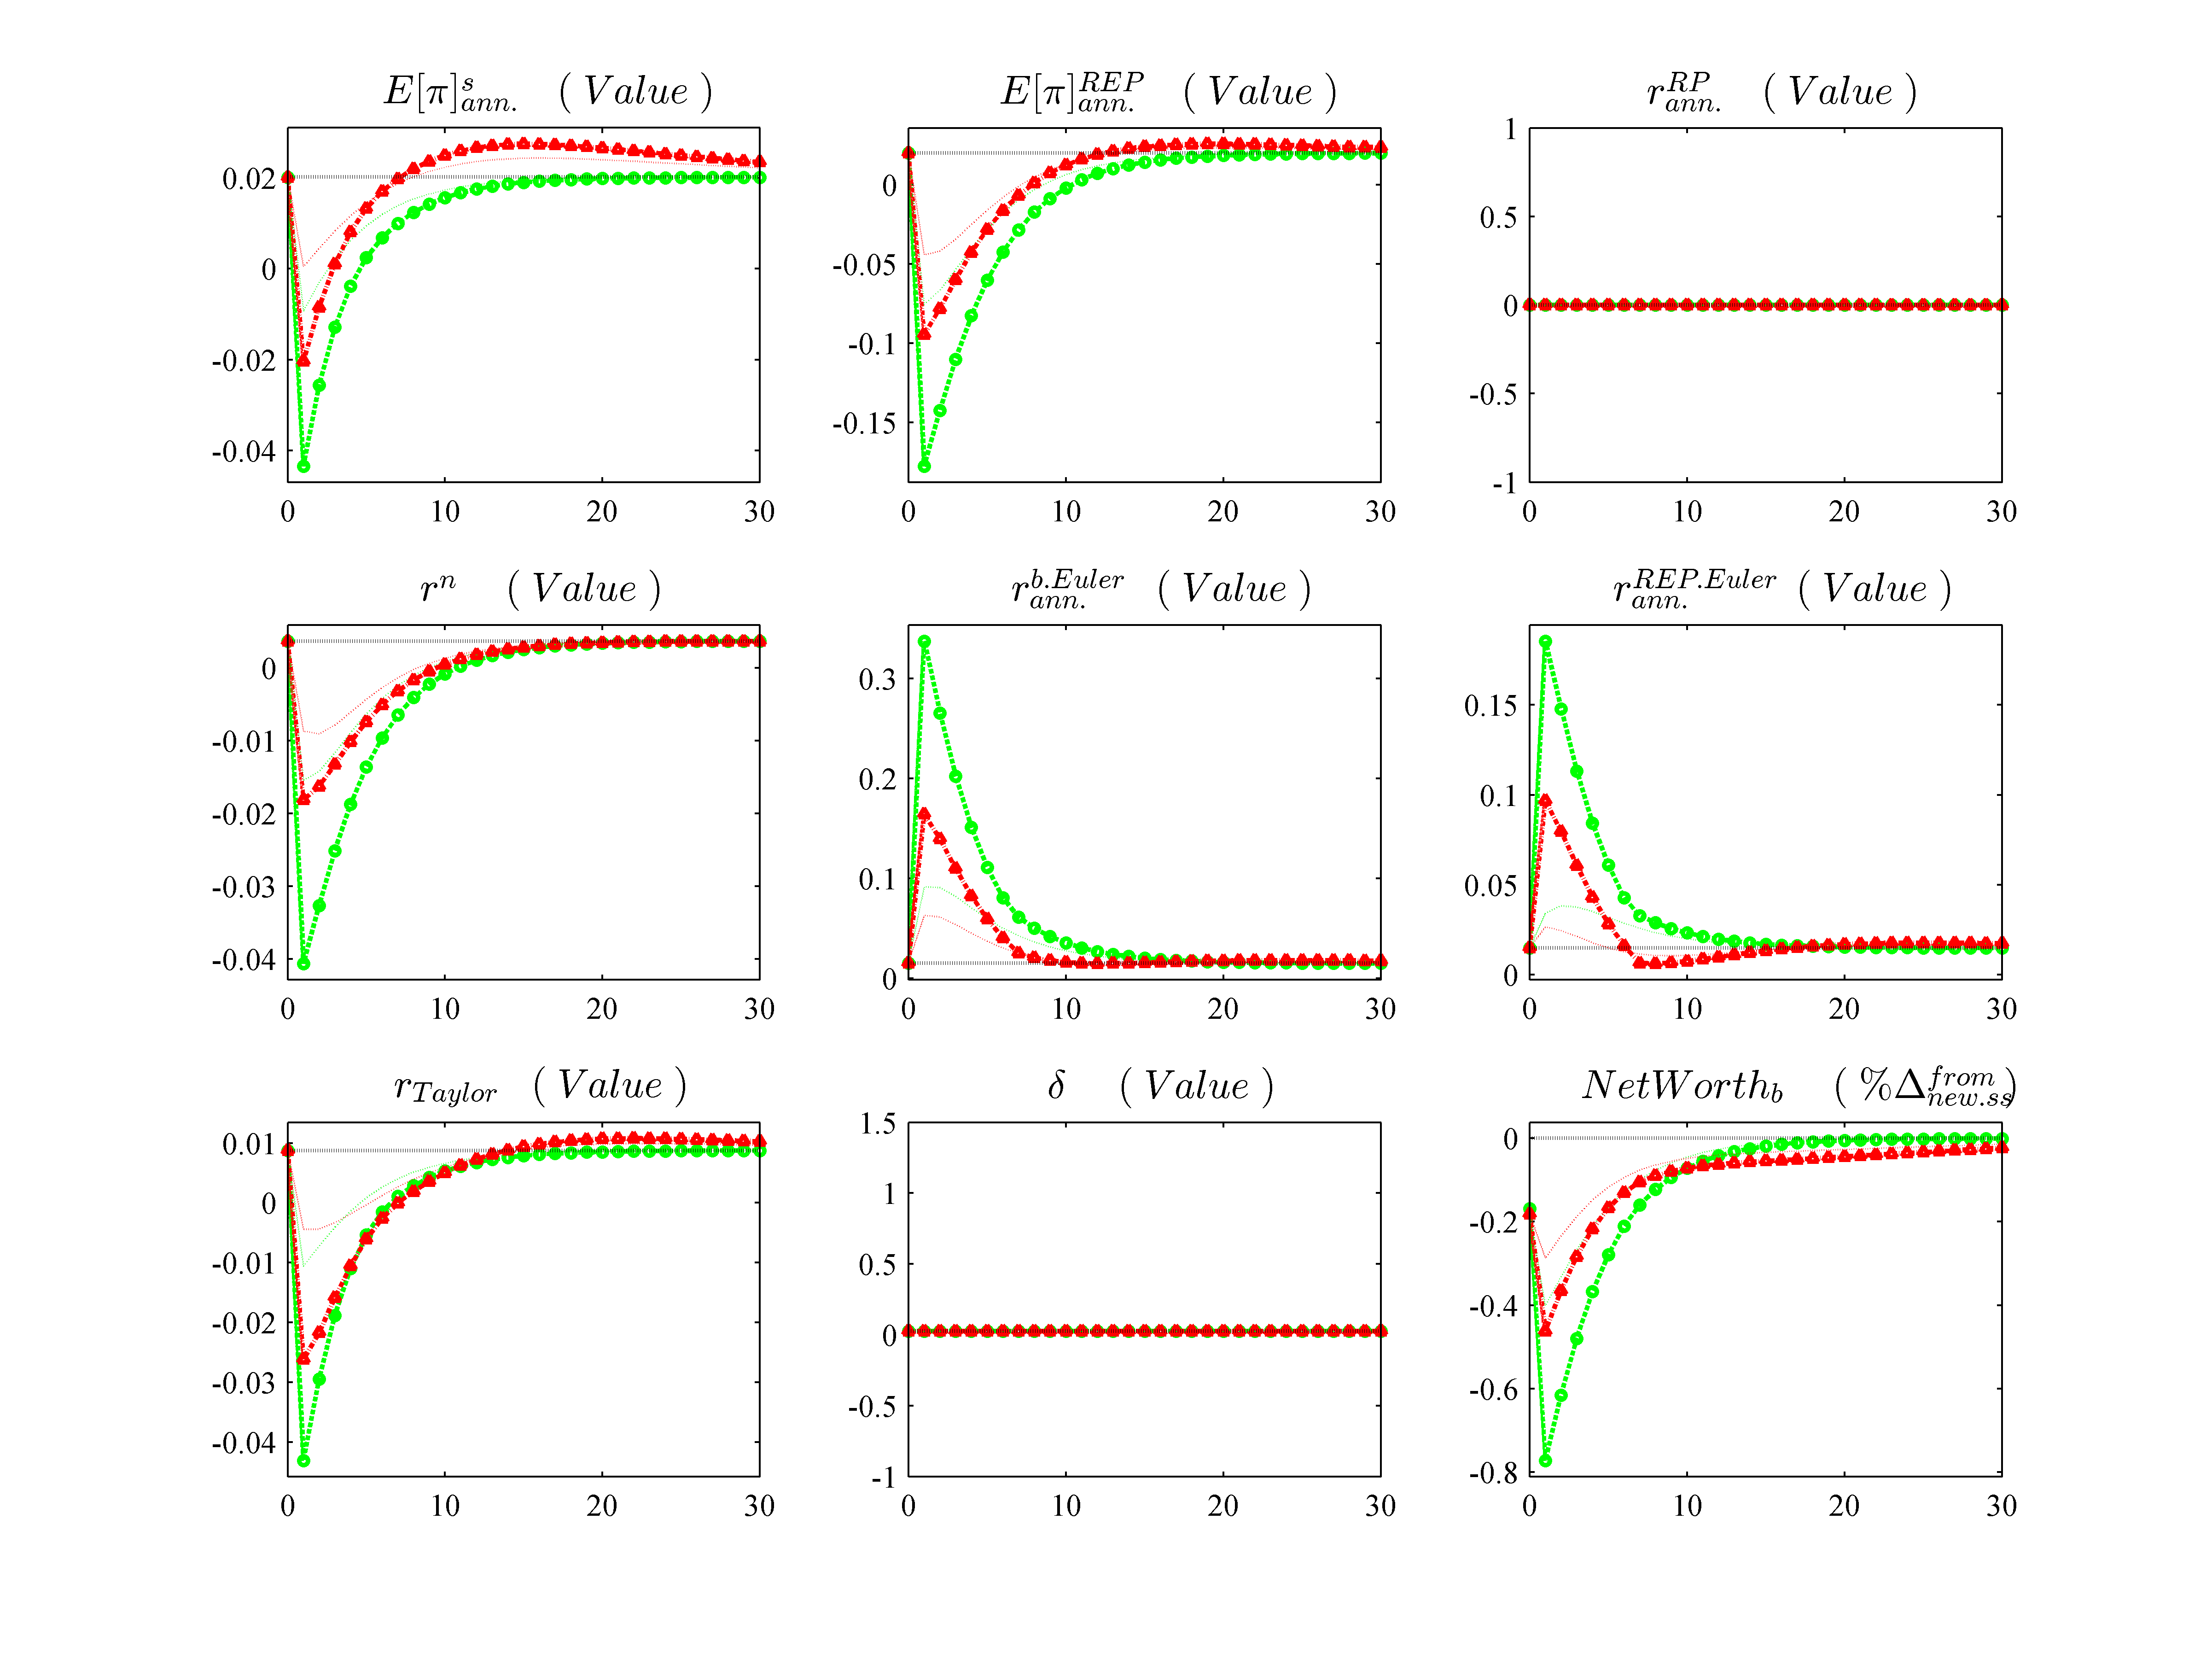 E[π]^s_ann. ( Value )
0.02
0
-0.02
-0.04
0 10 20 30
E[π]^REP_ann. ( Value )
0
-0.05
-0.1
-0.15
0 10 20 30
r^RP_ann. ( Value )
1
0.5
0
-0.5
-1
0 10 20 30
r^n ( Value )
0
-0.01
-0.02
-0.03
-0.04
0 10 20 30
r^b.Euler_ann. ( Value )
0.3
0.2
0.1
0
0 10 20 30
r^REP.Euler_ann. ( Value )
0.15
0.1
0.05
0
0 10 20 30
r_Taylor ( Value )
0.01
0
-0.01
-0.02
-0.03
-0.04
0 10 20 30
δ ( Value )
1.5
1
0.5
0
-0.5
-1
0 10 20 30
NetWorth_b ( %Δ^from_new.ss )
0
-0.2
-0.4
-0.6
-0.8
0 10 20 30